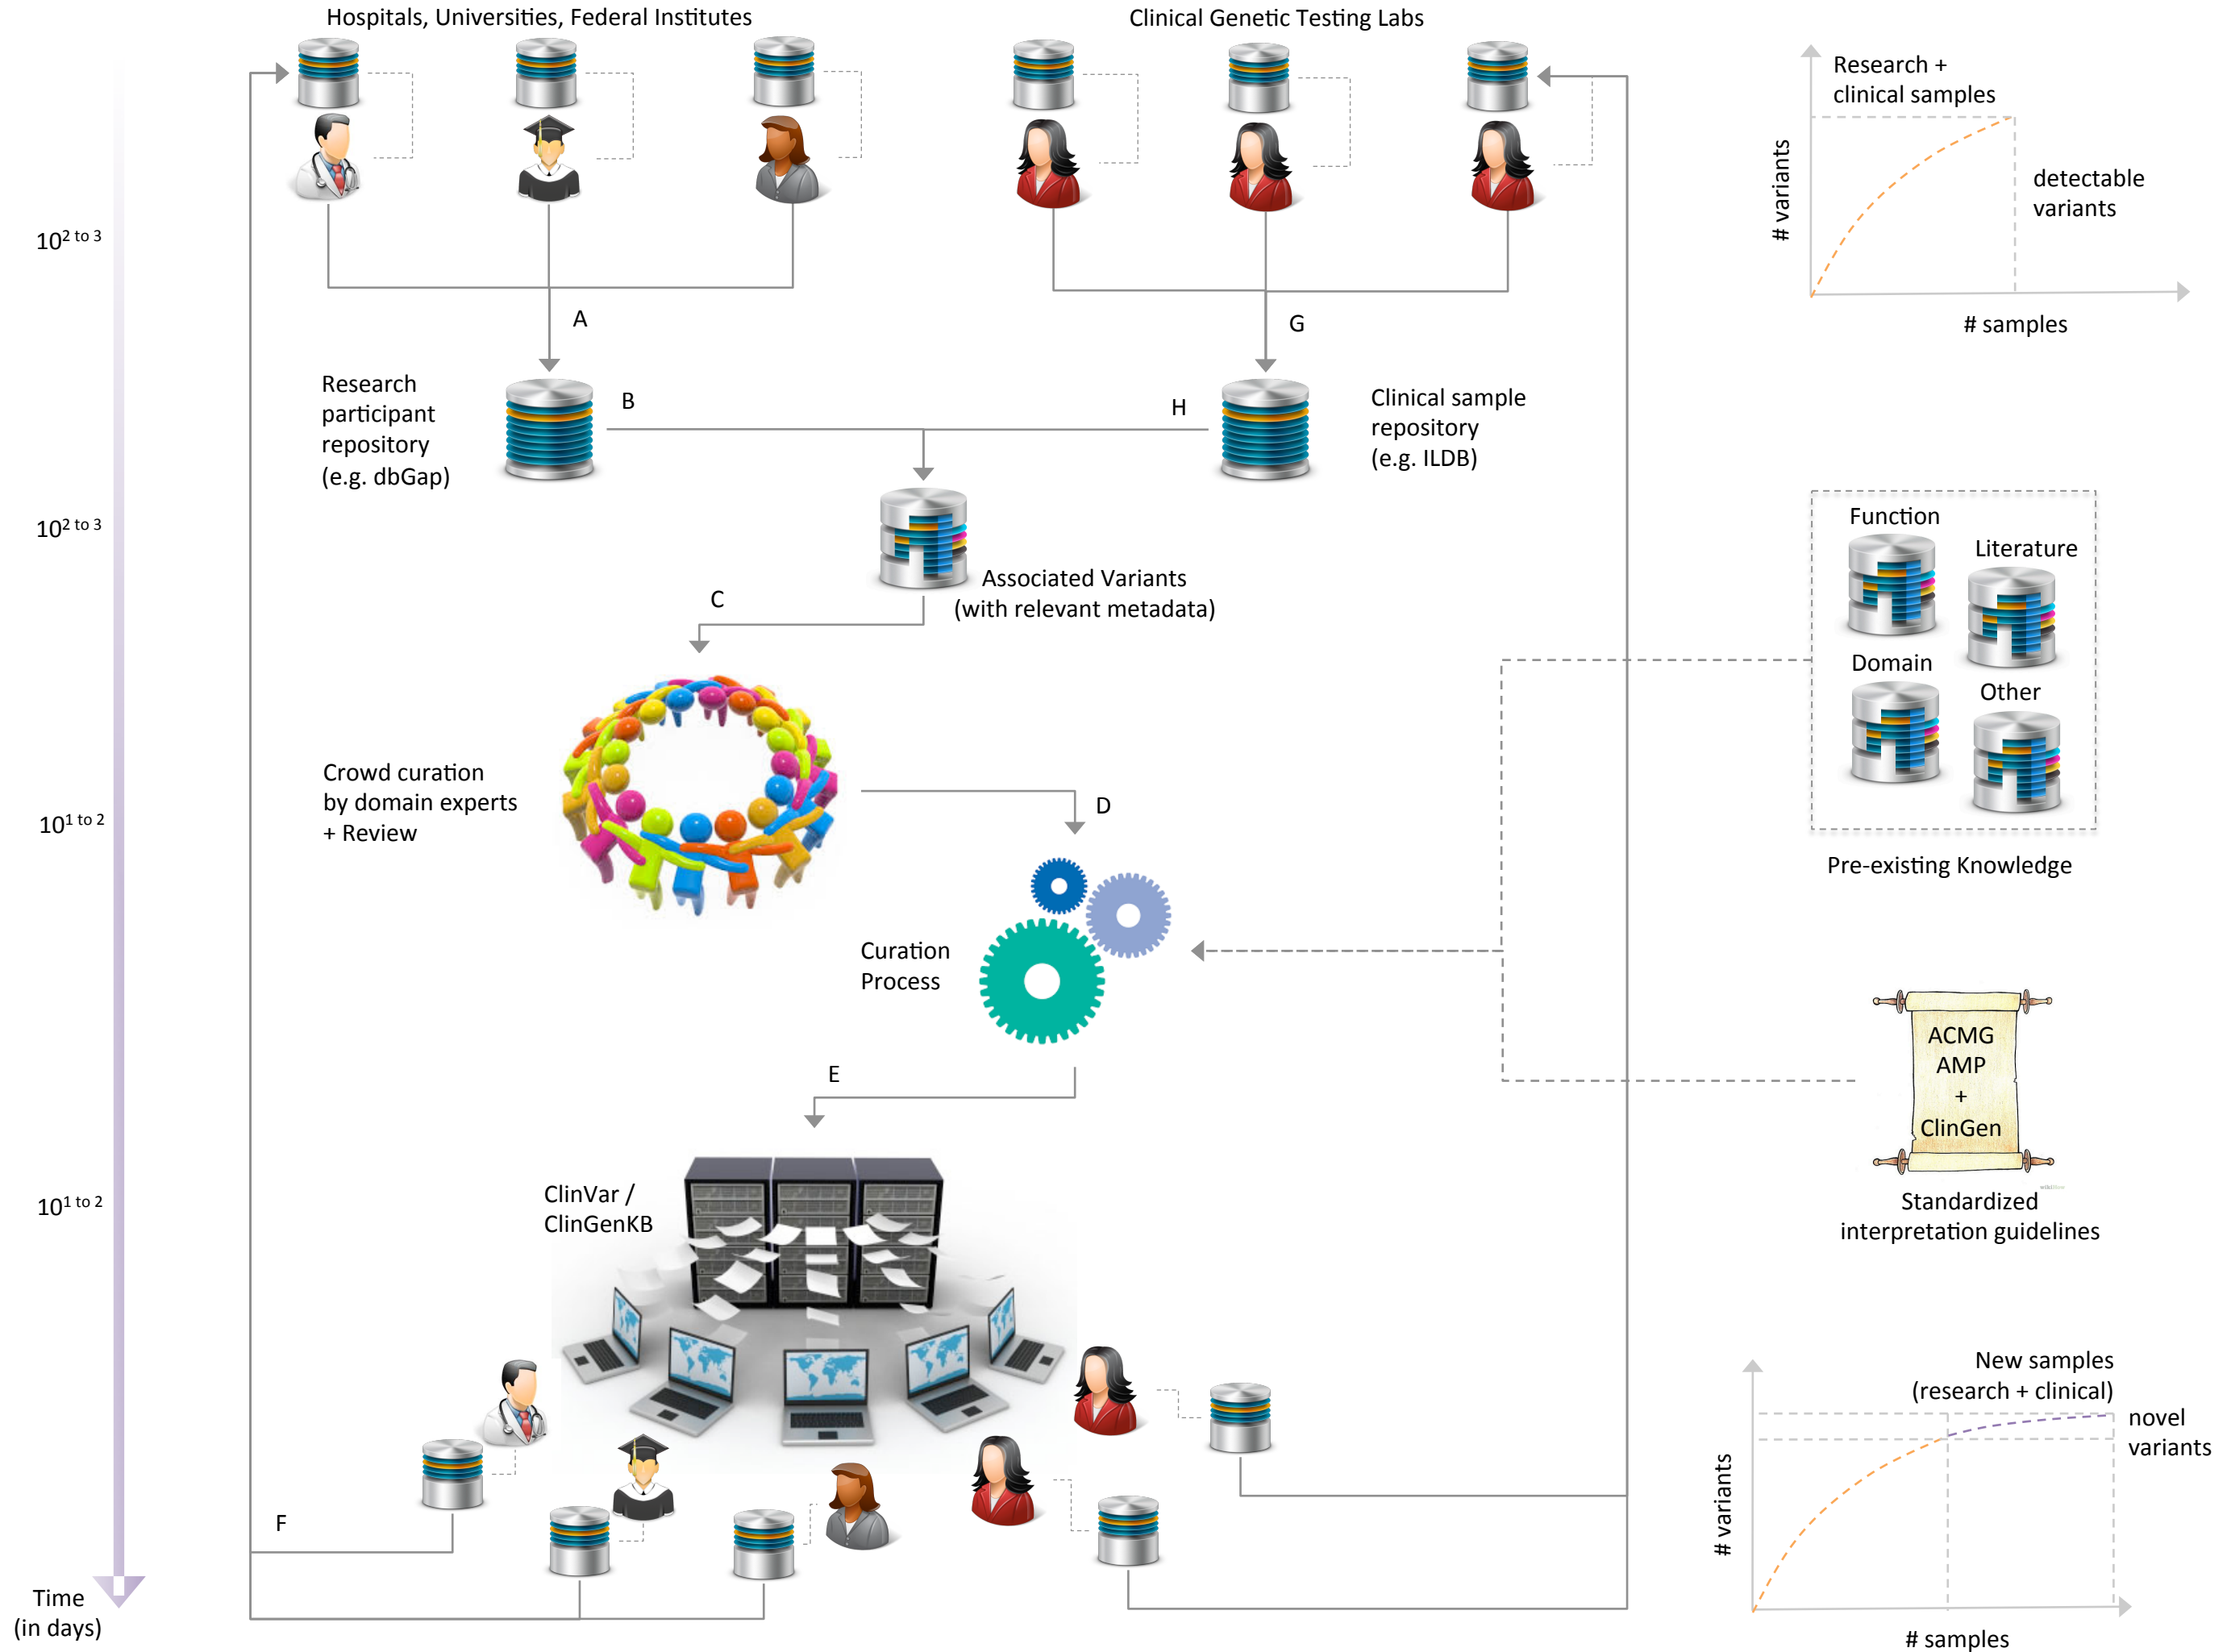 Hospitals, Universities, Federal Institutes
Clinical Genetic Testing Labs
Research +
clinical samples
# variants
detectable
variants
# samples
10^2 to 3
A
G
Research
participant
repository
(e.g. dbGap)
B
H
Clinical sample
repository
(e.g. ILDB)
10^2 to 3
Associated Variants
(with relevant metadata)
C
Function
Literature
Domain
Other
Pre-existing Knowledge
Crowd curation
by domain experts
+ Review
10^1 to 2
D
Curation
Process
E
ACMG
AMP
+
ClinGen
wikiHow
Standardized
interpretation guidelines
10^1 to 2
ClinVar /
ClinGenKB
New samples
(research + clinical)
novel
variants
# variants
# samples
F
Time
(in days)